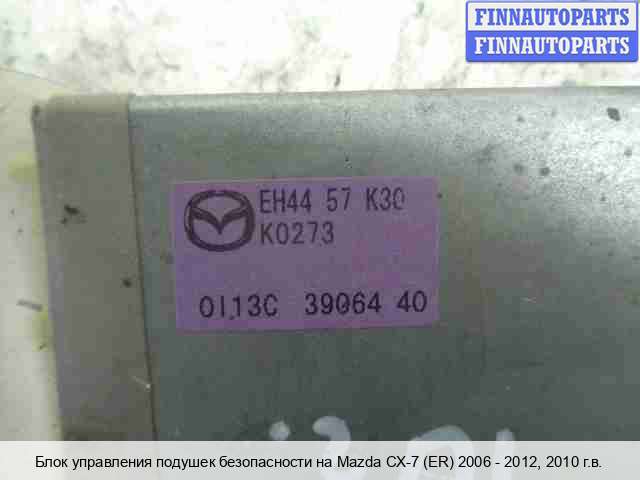 FINNAUTOPARTS
FINNAUTOPARTS
EH44 57 K30
K0273
0113C 39064 40
Блок управления подушек безопасности на Mazda CX-7 (ER) 2006 - 2012, 2010 г.в.